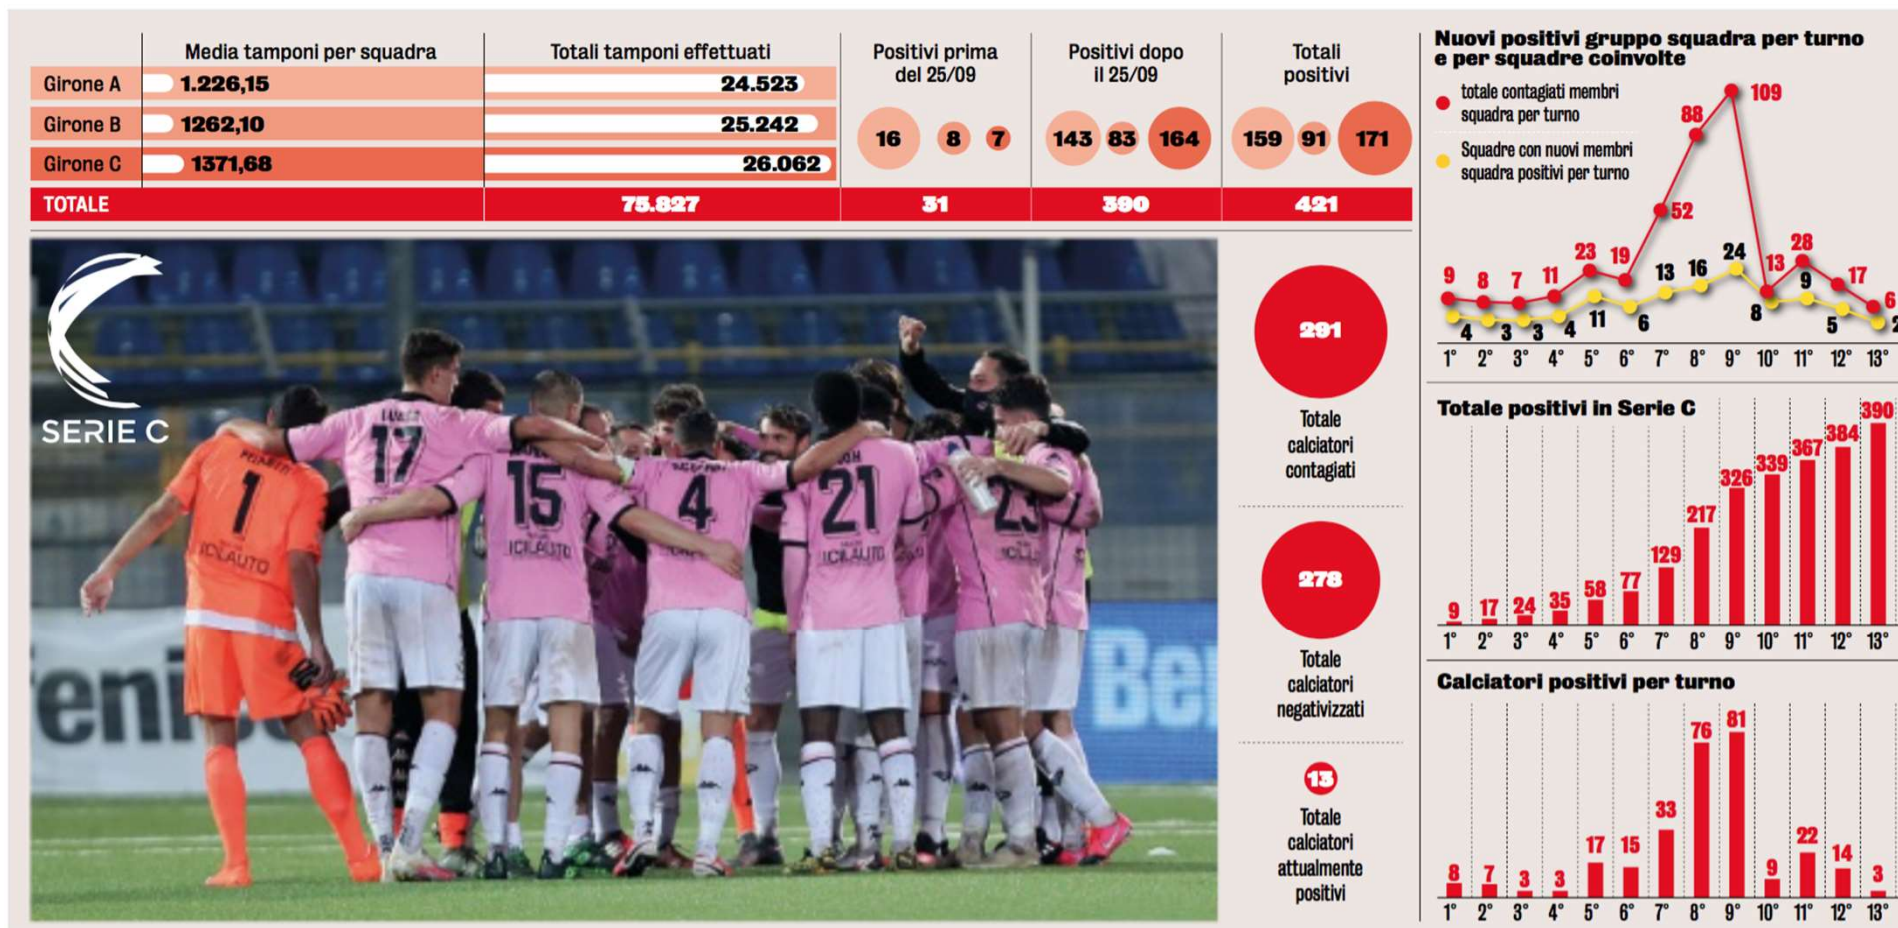 Media tamponi per squadra
Totali tamponi effettuati
Positivi prima
del 25/09
Positivi dopo
il 25/09
Totali
positivi
Girone A 1.226,15 24.523
Girone B 1262,10 25.242
Girone C 1371,68 26.062
16 8 7 143 83 164 159 91 171
TOTALE 75.827 31 390 421
SERIE C
1
17
15
4
21
23
ICILAUTO
ICILAUTO
ICILAUTO
eni
Be
291
Totale
calciatori
contagiati
278
Totale
calciatori
negativizzati
13
Totale
calciatori
attualmente
positivi
Nuovi positivi gruppo squadra per turno
e per squadre coinvolte
totale contagiati membri
squadra per turno
Squadre con nuovi membri
squadra positivi per turno
9 8 7 11 23 19 52 88 109 13 28 17 6
4 3 3 4 11 6 13 16 24 8 9 5 2
1° 2° 3° 4° 5° 6° 7° 8° 9° 10° 11° 12° 13°
Totale positivi in Serie C
9 17 24 35 58 77 129 217 326 339 367 384 390
1° 2° 3° 4° 5° 6° 7° 8° 9° 10° 11° 12° 13°
Calciatori positivi per turno
8 7 3 3 17 15 33 76 81 9 22 14 3
1° 2° 3° 4° 5° 6° 7° 8° 9° 10° 11° 12° 13°